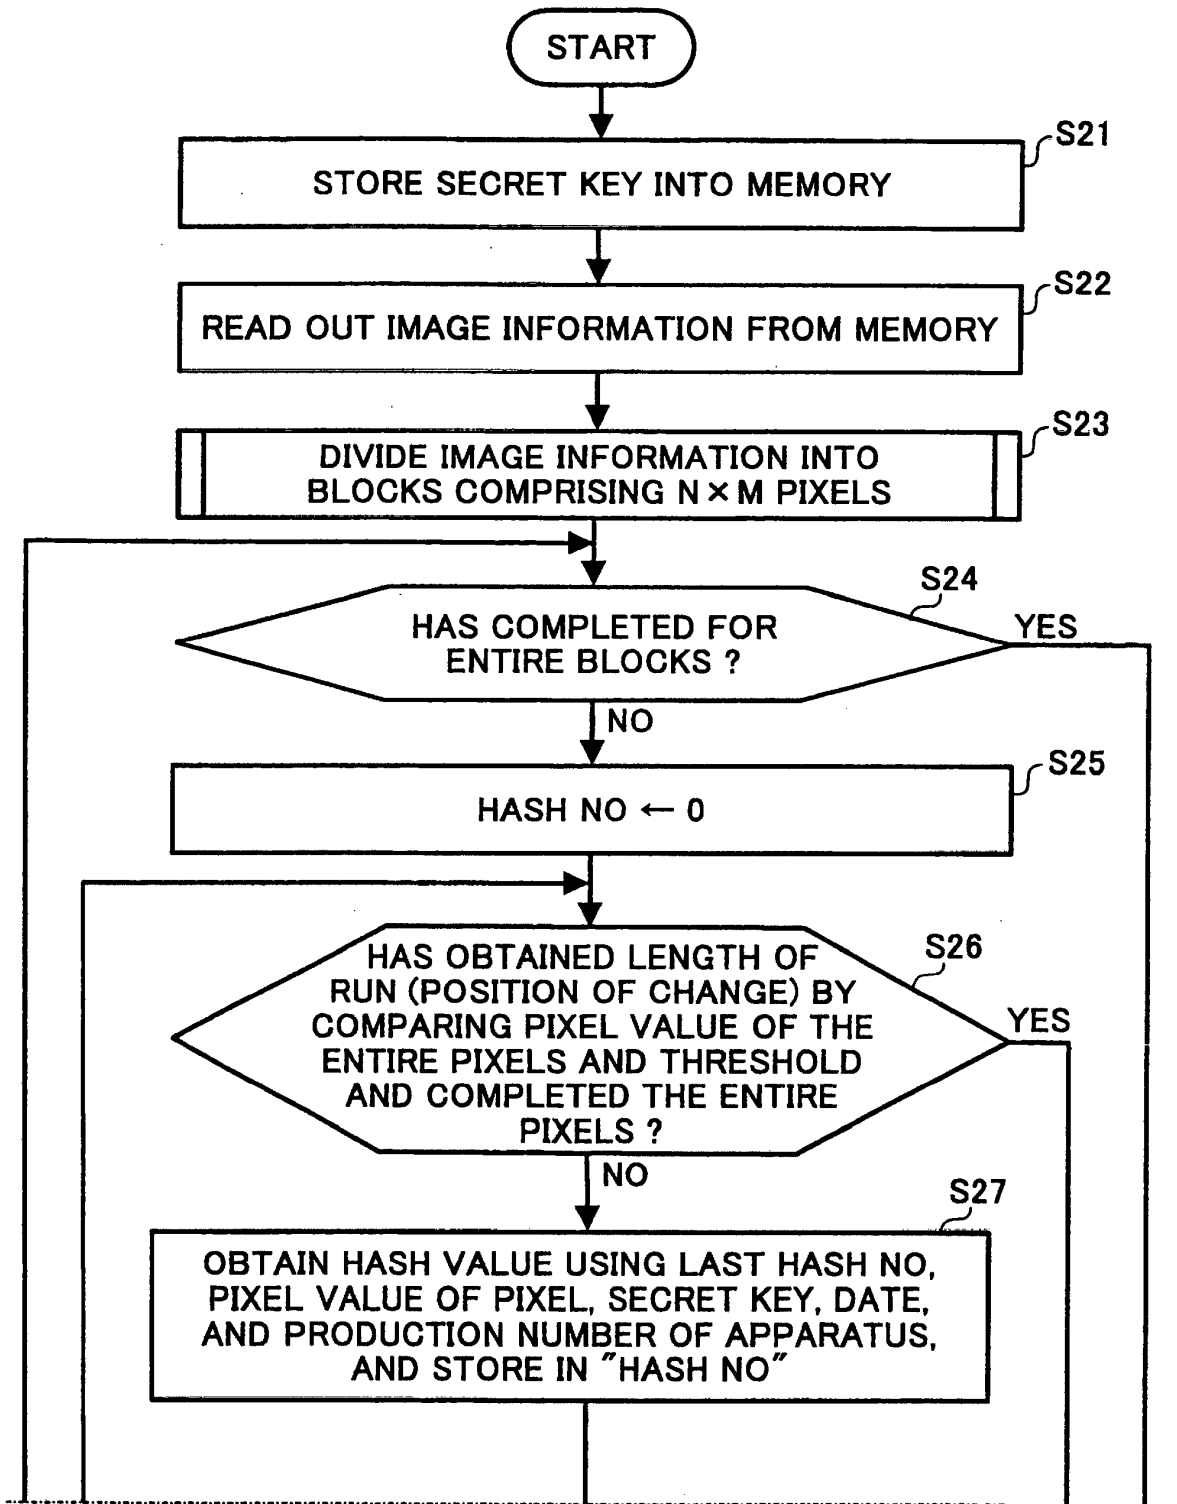 START
S21
STORE SECRET KEY INTO MEMORY
S22
READ OUT IMAGE INFORMATION FROM MEMORY
S23
DIVIDE IMAGE INFORMATION INTO
BLOCKS COMPRISING N×M PIXELS
S24
HAS COMPLETED FOR
ENTIRE BLOCKS ?
YES
NO
S25
HASH NO ← 0
S26
HAS OBTAINED LENGTH OF
RUN (POSITION OF CHANGE) BY
COMPARING PIXEL VALUE OF THE
ENTIRE PIXELS AND THRESHOLD
AND COMPLETED THE ENTIRE
PIXELS ?
YES
NO
S27
OBTAIN HASH VALUE USING LAST HASH NO,
PIXEL VALUE OF PIXEL, SECRET KEY, DATE,
AND PRODUCTION NUMBER OF APPARATUS,
AND STORE IN "HASH NO"